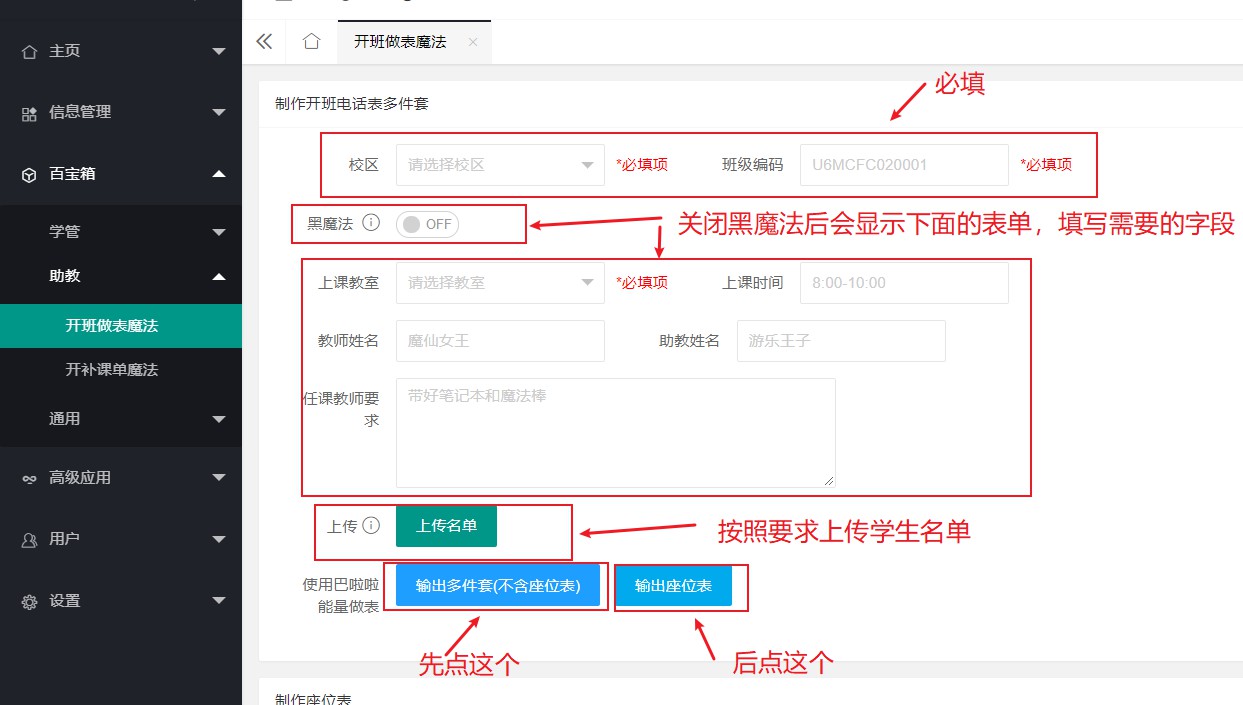 主页
信息管理
百宝箱
学管
助教
开班做表魔法
开补课单魔法
通用
高级应用
用户
设置
开班做表魔法
制作开班电话表多件套
必填
校区 请选择校区 *必填项 班级编码 U6MCFC020001 *必填项
黑魔法 OFF 关闭黑魔法后会显示下面的表单，填写需要的字段
上课教室 请选择教室 *必填项 上课时间 8:00-10:00
教师姓名 魔仙女王 助教姓名 游乐王子
任课教师要
求
带好笔记本和魔法棒
上传 上传名单 按照要求上传学生名单
使用巴啦啦
能量做表
输出多件套(不含座位表) 输出座位表
先点这个 后点这个
制作座位表